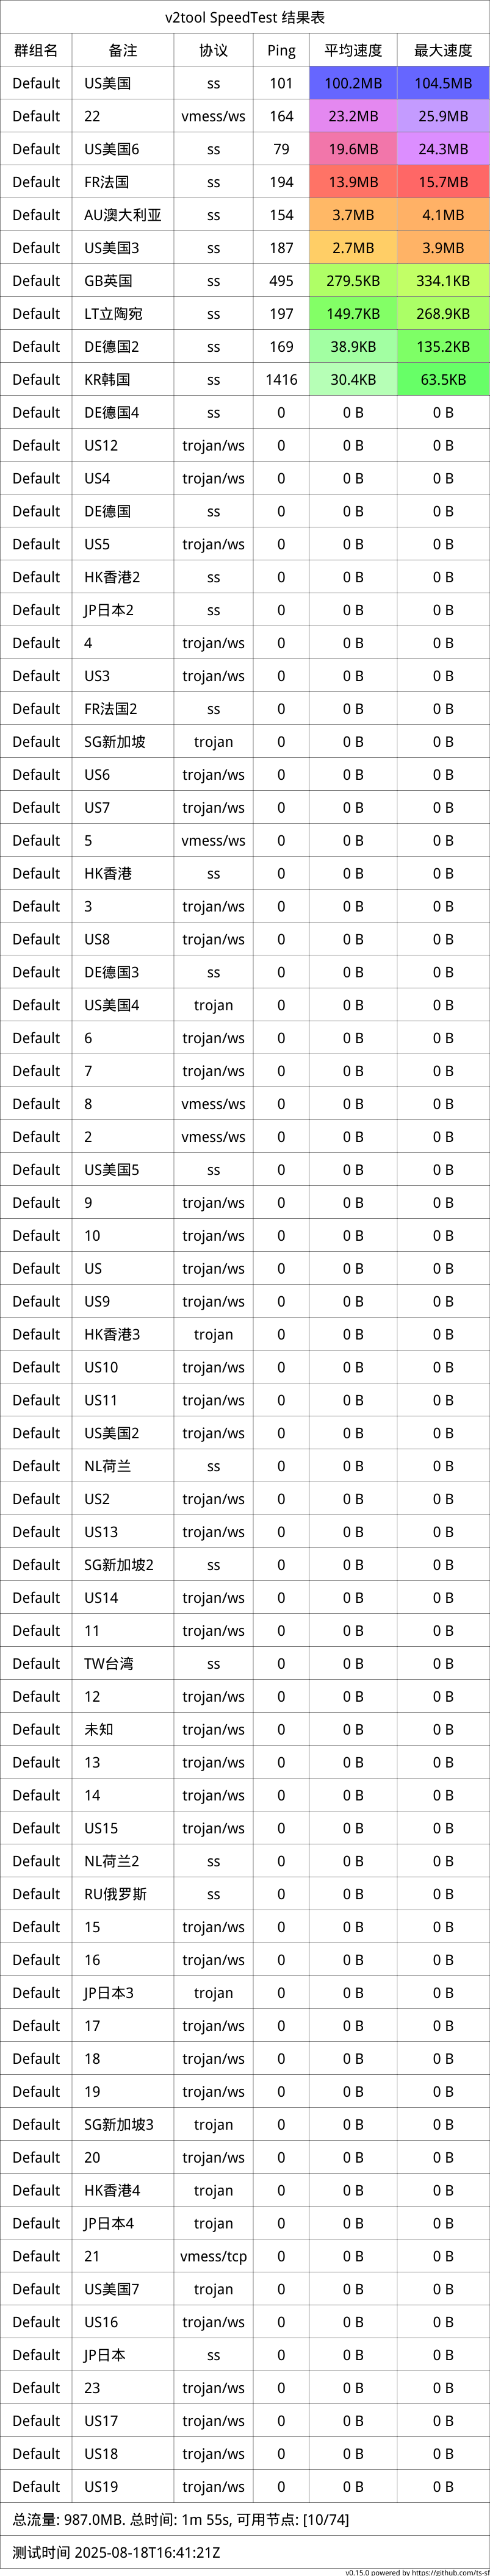 v2tool SpeedTest 结果表
群组名 备注 协议 Ping 平均速度 最大速度
Default US美国 ss 101 100.2MB 104.5MB
Default 22 vmess/ws 164 23.2MB 25.9MB
Default US美国6 ss 79 19.6MB 24.3MB
Default FR法国 ss 194 13.9MB 15.7MB
Default AU澳大利亚 ss 154 3.7MB 4.1MB
Default US美国3 ss 187 2.7MB 3.9MB
Default GB英国 ss 495 279.5KB 334.1KB
Default LT立陶宛 ss 197 149.7KB 268.9KB
Default DE德国2 ss 169 38.9KB 135.2KB
Default KR韩国 ss 1416 30.4KB 63.5KB
Default DE德国4 ss 0 0 B 0 B
Default US12 trojan/ws 0 0 B 0 B
Default US4 trojan/ws 0 0 B 0 B
Default DE德国 ss 0 0 B 0 B
Default US5 trojan/ws 0 0 B 0 B
Default HK香港2 ss 0 0 B 0 B
Default JP日本2 ss 0 0 B 0 B
Default 4 trojan/ws 0 0 B 0 B
Default US3 trojan/ws 0 0 B 0 B
Default FR法国2 ss 0 0 B 0 B
Default SG新加坡 trojan 0 0 B 0 B
Default US6 trojan/ws 0 0 B 0 B
Default US7 trojan/ws 0 0 B 0 B
Default 5 vmess/ws 0 0 B 0 B
Default HK香港 ss 0 0 B 0 B
Default 3 trojan/ws 0 0 B 0 B
Default US8 trojan/ws 0 0 B 0 B
Default DE德国3 ss 0 0 B 0 B
Default US美国4 trojan 0 0 B 0 B
Default 6 trojan/ws 0 0 B 0 B
Default 7 trojan/ws 0 0 B 0 B
Default 8 vmess/ws 0 0 B 0 B
Default 2 vmess/ws 0 0 B 0 B
Default US美国5 ss 0 0 B 0 B
Default 9 trojan/ws 0 0 B 0 B
Default 10 trojan/ws 0 0 B 0 B
Default US trojan/ws 0 0 B 0 B
Default US9 trojan/ws 0 0 B 0 B
Default HK香港3 trojan 0 0 B 0 B
Default US10 trojan/ws 0 0 B 0 B
Default US11 trojan/ws 0 0 B 0 B
Default US美国2 trojan/ws 0 0 B 0 B
Default NL荷兰 ss 0 0 B 0 B
Default US2 trojan/ws 0 0 B 0 B
Default US13 trojan/ws 0 0 B 0 B
Default SG新加坡2 ss 0 0 B 0 B
Default US14 trojan/ws 0 0 B 0 B
Default 11 trojan/ws 0 0 B 0 B
Default TW台湾 ss 0 0 B 0 B
Default 12 trojan/ws 0 0 B 0 B
Default 未知 trojan/ws 0 0 B 0 B
Default 13 trojan/ws 0 0 B 0 B
Default 14 trojan/ws 0 0 B 0 B
Default US15 trojan/ws 0 0 B 0 B
Default NL荷兰2 ss 0 0 B 0 B
Default RU俄罗斯 ss 0 0 B 0 B
Default 15 trojan/ws 0 0 B 0 B
Default 16 trojan/ws 0 0 B 0 B
Default JP日本3 trojan 0 0 B 0 B
Default 17 trojan/ws 0 0 B 0 B
Default 18 trojan/ws 0 0 B 0 B
Default 19 trojan/ws 0 0 B 0 B
Default SG新加坡3 trojan 0 0 B 0 B
Default 20 trojan/ws 0 0 B 0 B
Default HK香港4 trojan 0 0 B 0 B
Default JP日本4 trojan 0 0 B 0 B
Default 21 vmess/tcp 0 0 B 0 B
Default US美国7 trojan 0 0 B 0 B
Default US16 trojan/ws 0 0 B 0 B
Default JP日本 ss 0 0 B 0 B
Default 23 trojan/ws 0 0 B 0 B
Default US17 trojan/ws 0 0 B 0 B
Default US18 trojan/ws 0 0 B 0 B
Default US19 trojan/ws 0 0 B 0 B
总流量: 987.0MB. 总时间: 1m 55s, 可用节点: [10/74]
测试时间 2025-08-18T16:41:21Z
v0.15.0 powered by https://github.com/ts-sf